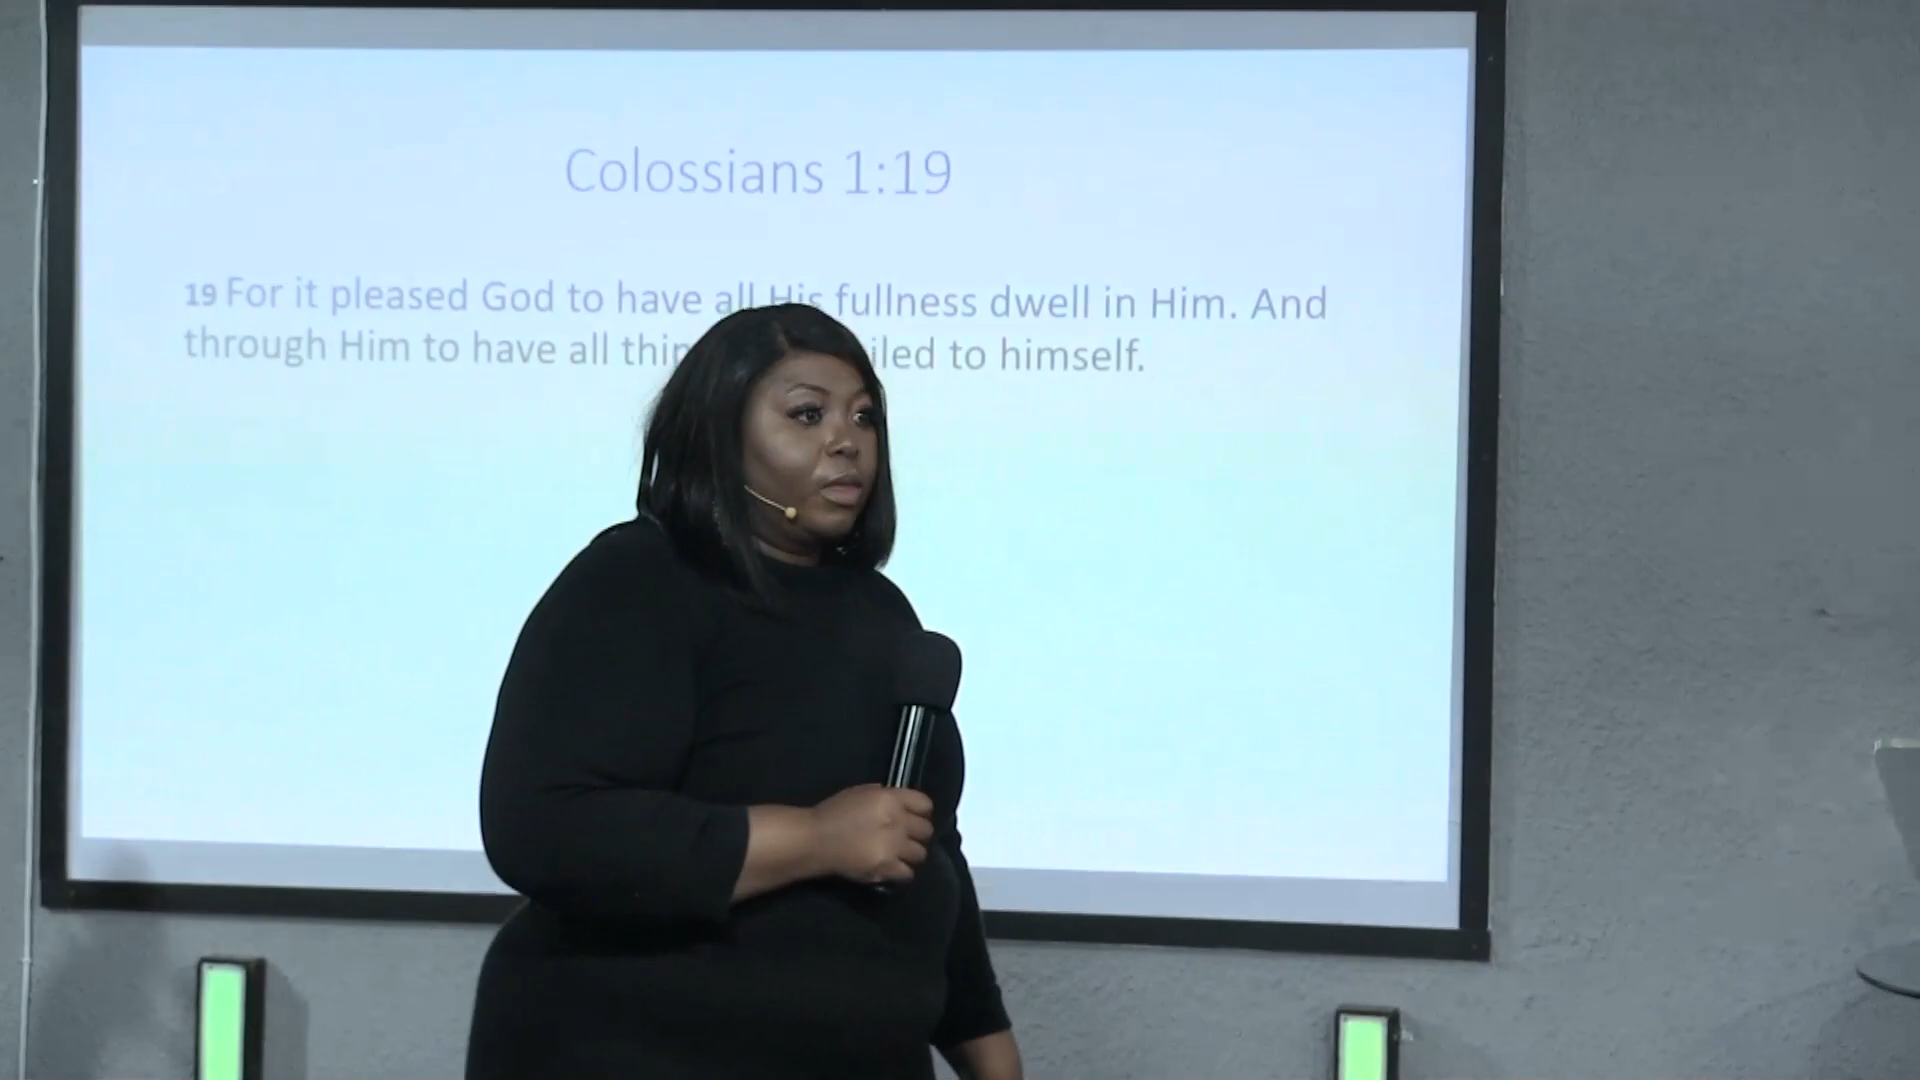 Colossians 1:19
19 For it pleased God to have all His fullness dwell in Him. And
through Him to have all to himself.